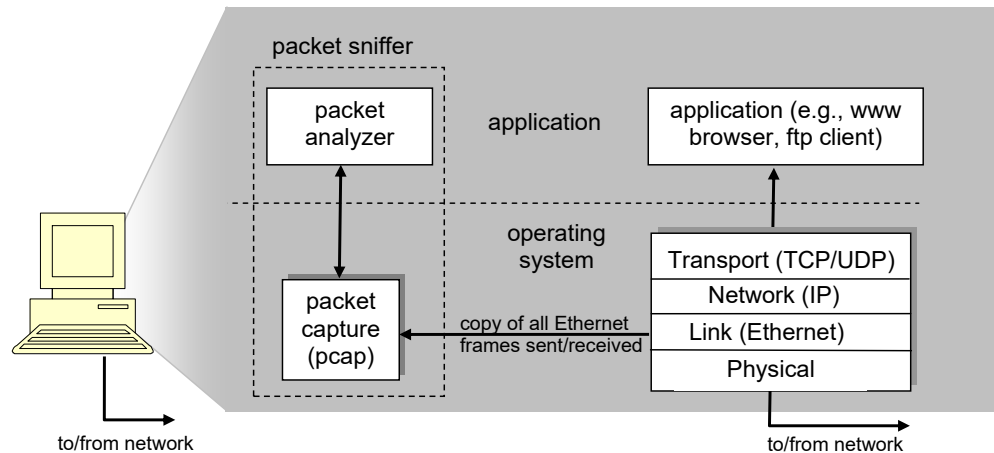 packet sniffer
packet
analyzer
application
application (e.g., www
browser, ftp client)
operating
system
packet
capture
(pcap)
copy of all Ethernet
frames sent/received
Transport (TCP/UDP)
Network (IP)
Link (Ethernet)
Physical
to/from network
to/from network